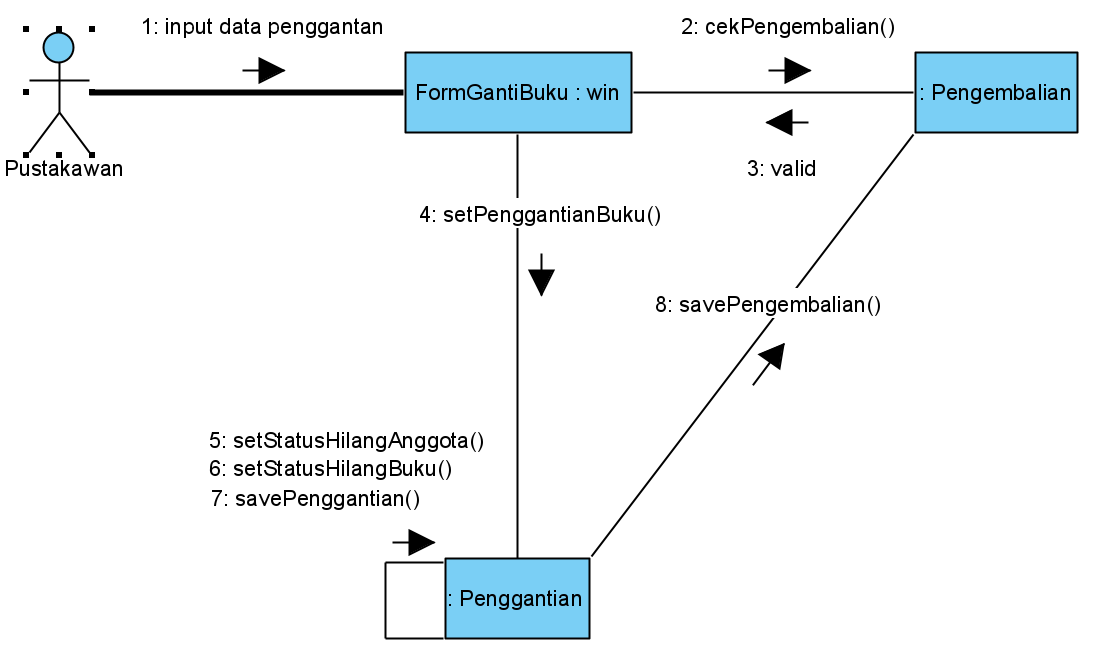 1: input data penggantan
2: cekPengembalian()
FormGantiBuku : win
: Pengembalian
Pustakawan
3: valid
4: setPenggantianBuku()
8: savePengembalian()
5: setStatusHilangAnggota()
6: setStatusHilangBuku()
7: savePenggantian()
: Penggantian